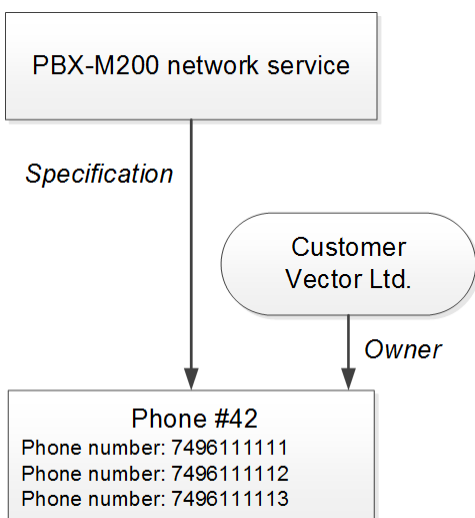 PBX-M200 network service
Specification
Customer
Vector Ltd.
Owner
Phone #42
Phone number: 7496111111
Phone number: 7496111112
Phone number: 7496111113